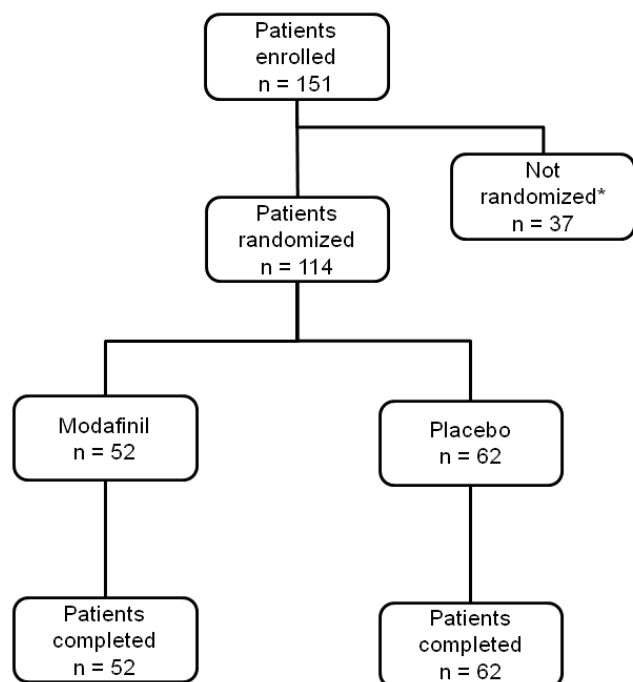 Patients
enrolled
n = 151
Not
randomized*
n = 37
Patients
randomized
n = 114
Modafinil
n = 52
Placebo
n = 62
Patients
completed
n = 52
Patients
completed
n = 62